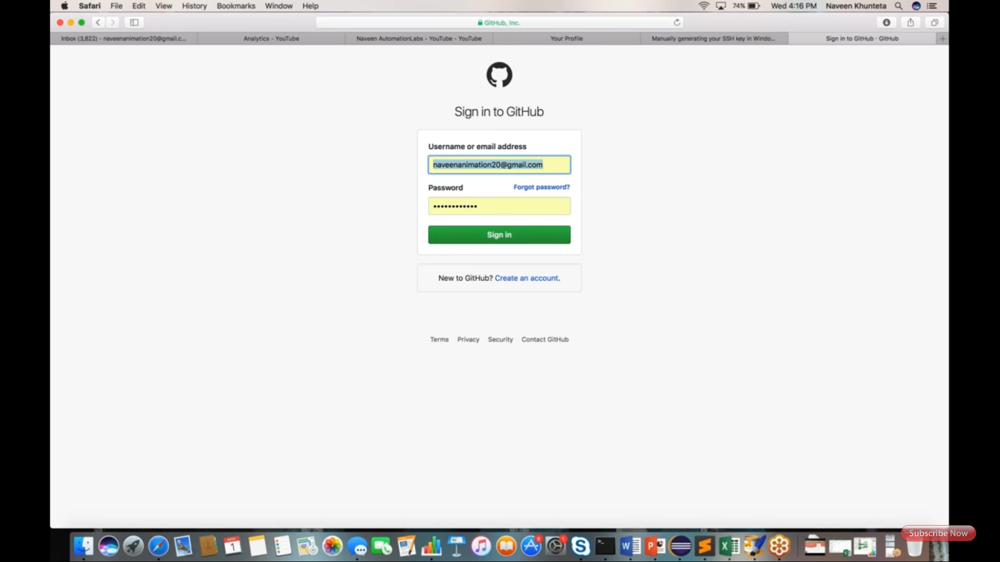 Safari File Edit View History Bookmarks Window Help 74% Wed 4:16 PM Naveen Khunteta
GitHub, Inc.
Inbox (3,822) - naveenanimation20@gmail.c... Analytics - YouTube Naveen AutomationLabs - YouTube - YouTube Your Profile Manually generating your SSH key in Windo... Sign in to GitHub · GitHub
Sign in to GitHub
Username or email address
naveenanimation20@gmail.com
Password Forgot password?
••••••••••••
Sign in
New to GitHub? Create an account.
Terms Privacy Security Contact GitHub
Subscribe Now
NOV
1